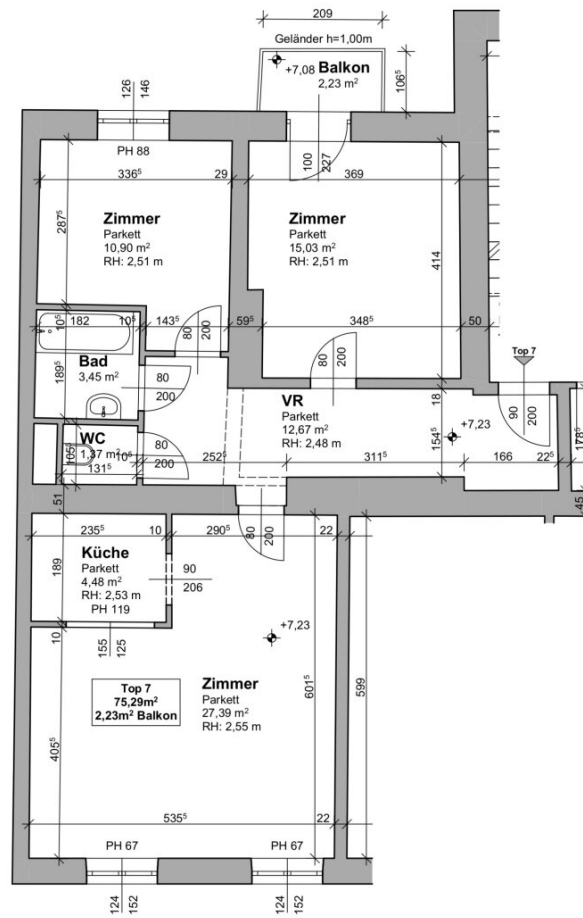 209
Geländer h=1,00m
+7,08 Balkon
2,23 m²
106⁵
126
146
PH 88
336⁵
29
100
227
369
287⁵
Zimmer
Parkett
10,90 m²
RH: 2,51 m
Zimmer
Parkett
15,03 m²
RH: 2,51 m
414
10⁵
182
10⁵
143⁵
80
200
59⁵
348⁵
50
80
200
Top 7
Bad
3,45 m²
189⁵
80
200
VR
Parkett
12,67 m²
RH: 2,48 m
18
154⁵
+7,23
90
200
178⁵
WC
1,37 m²
105⁵
10⁵
131⁵
80
200
252⁵
311⁵
166
22⁵
51
45
235⁵
10
290⁵
80
200
22
Küche
Parkett
4,48 m²
RH: 2,53 m
PH 119
189
90
206
+7,23
10
155
125
Top 7
75,29m²
2,23m² Balkon
Zimmer
Parkett
27,39 m²
RH: 2,55 m
601⁵
599
405⁵
535⁵
22
PH 67
PH 67
124
152
124
152